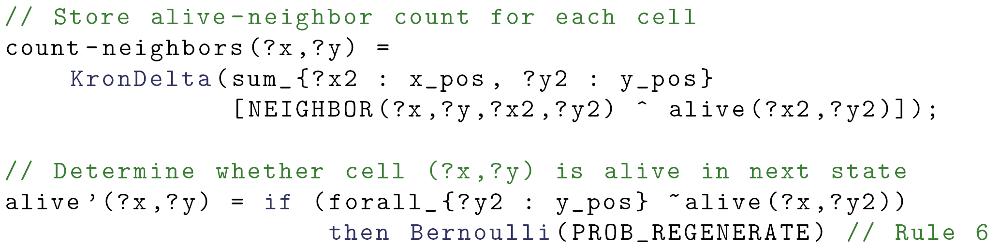 // Store alive-neighbor count for each cell
count-neighbors(?x,?y) =
    KronDelta(sum_{?x2 : x_pos, ?y2 : y_pos}
              [NEIGHBOR(?x,?y,?x2,?y2) ^ alive(?x2,?y2)]);
// Determine whether cell (?x,?y) is alive in next state
alive’(?x,?y) = if (forall_{?y2 : y_pos} ~alive(?x,?y2))
                    then Bernoulli(PROB_REGENERATE) // Rule 6